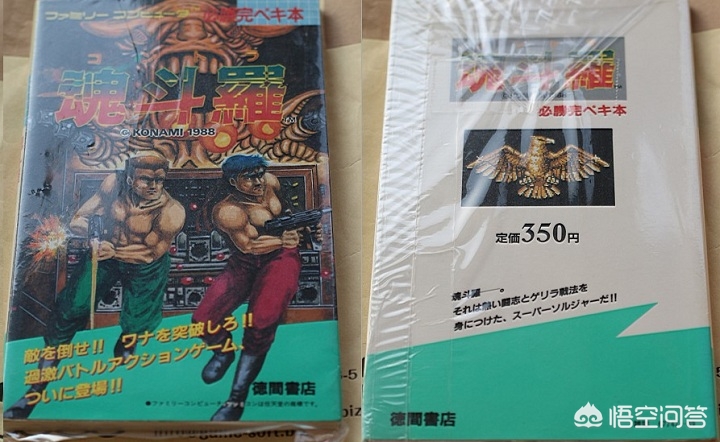 ファミリーコンピューター必勝完ペキ本
コントラ
魂斗羅
© KONAMI 1988
敵を倒せ!! ワナを突破しろ!!
過激バトルアクションゲーム、
ついに登場!!
徳間書店
魂斗羅
必勝完ペキ本
定価350円
魂斗羅――。
それは熱い闘志とゲリラ戦法を
身につけた、スーパーソルジャーだ!!
徳間書店
悟空问答